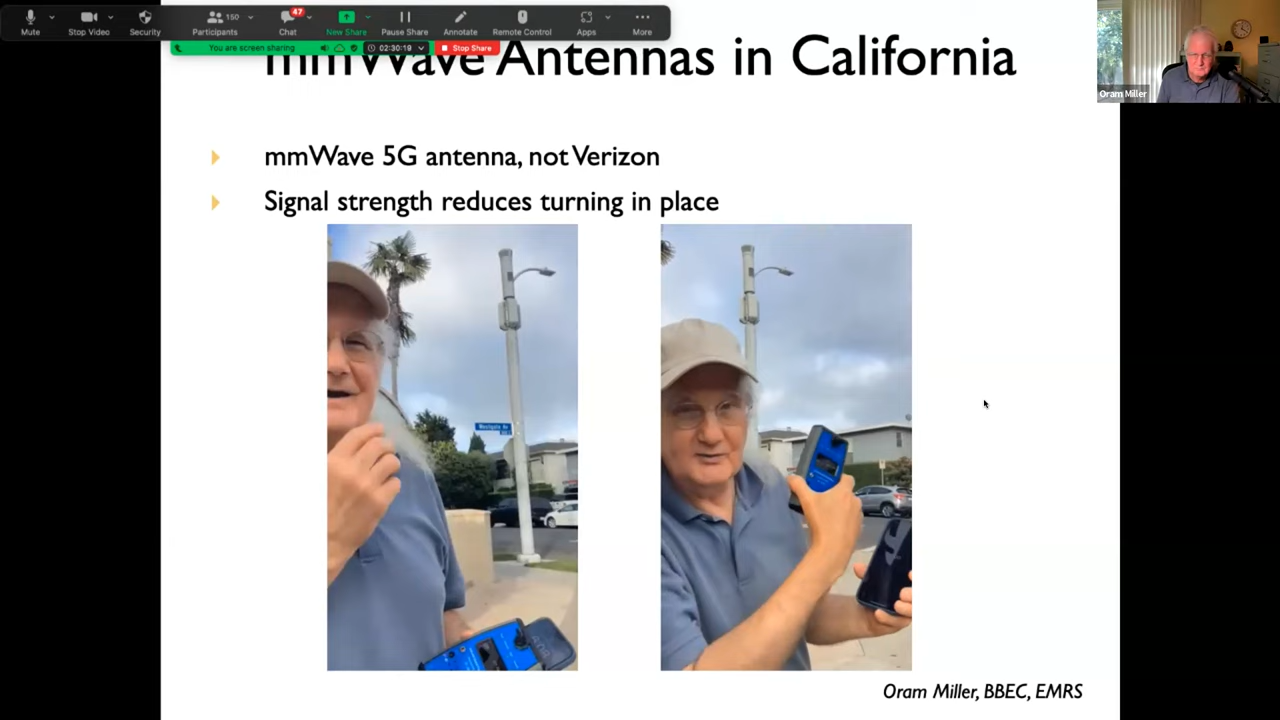 Mute
Stop Video
Security
150
Participants
47
Chat
New Share
Pause Share
Annotate
Remote Control
Apps
More
You are screen sharing
02:30:19
Stop Share
mmWave Antennas in California
Oram Miller
mmWave 5G antenna, not Verizon
Signal strength reduces turning in place
Westgate Av
Oram Miller, BBEC, EMRS